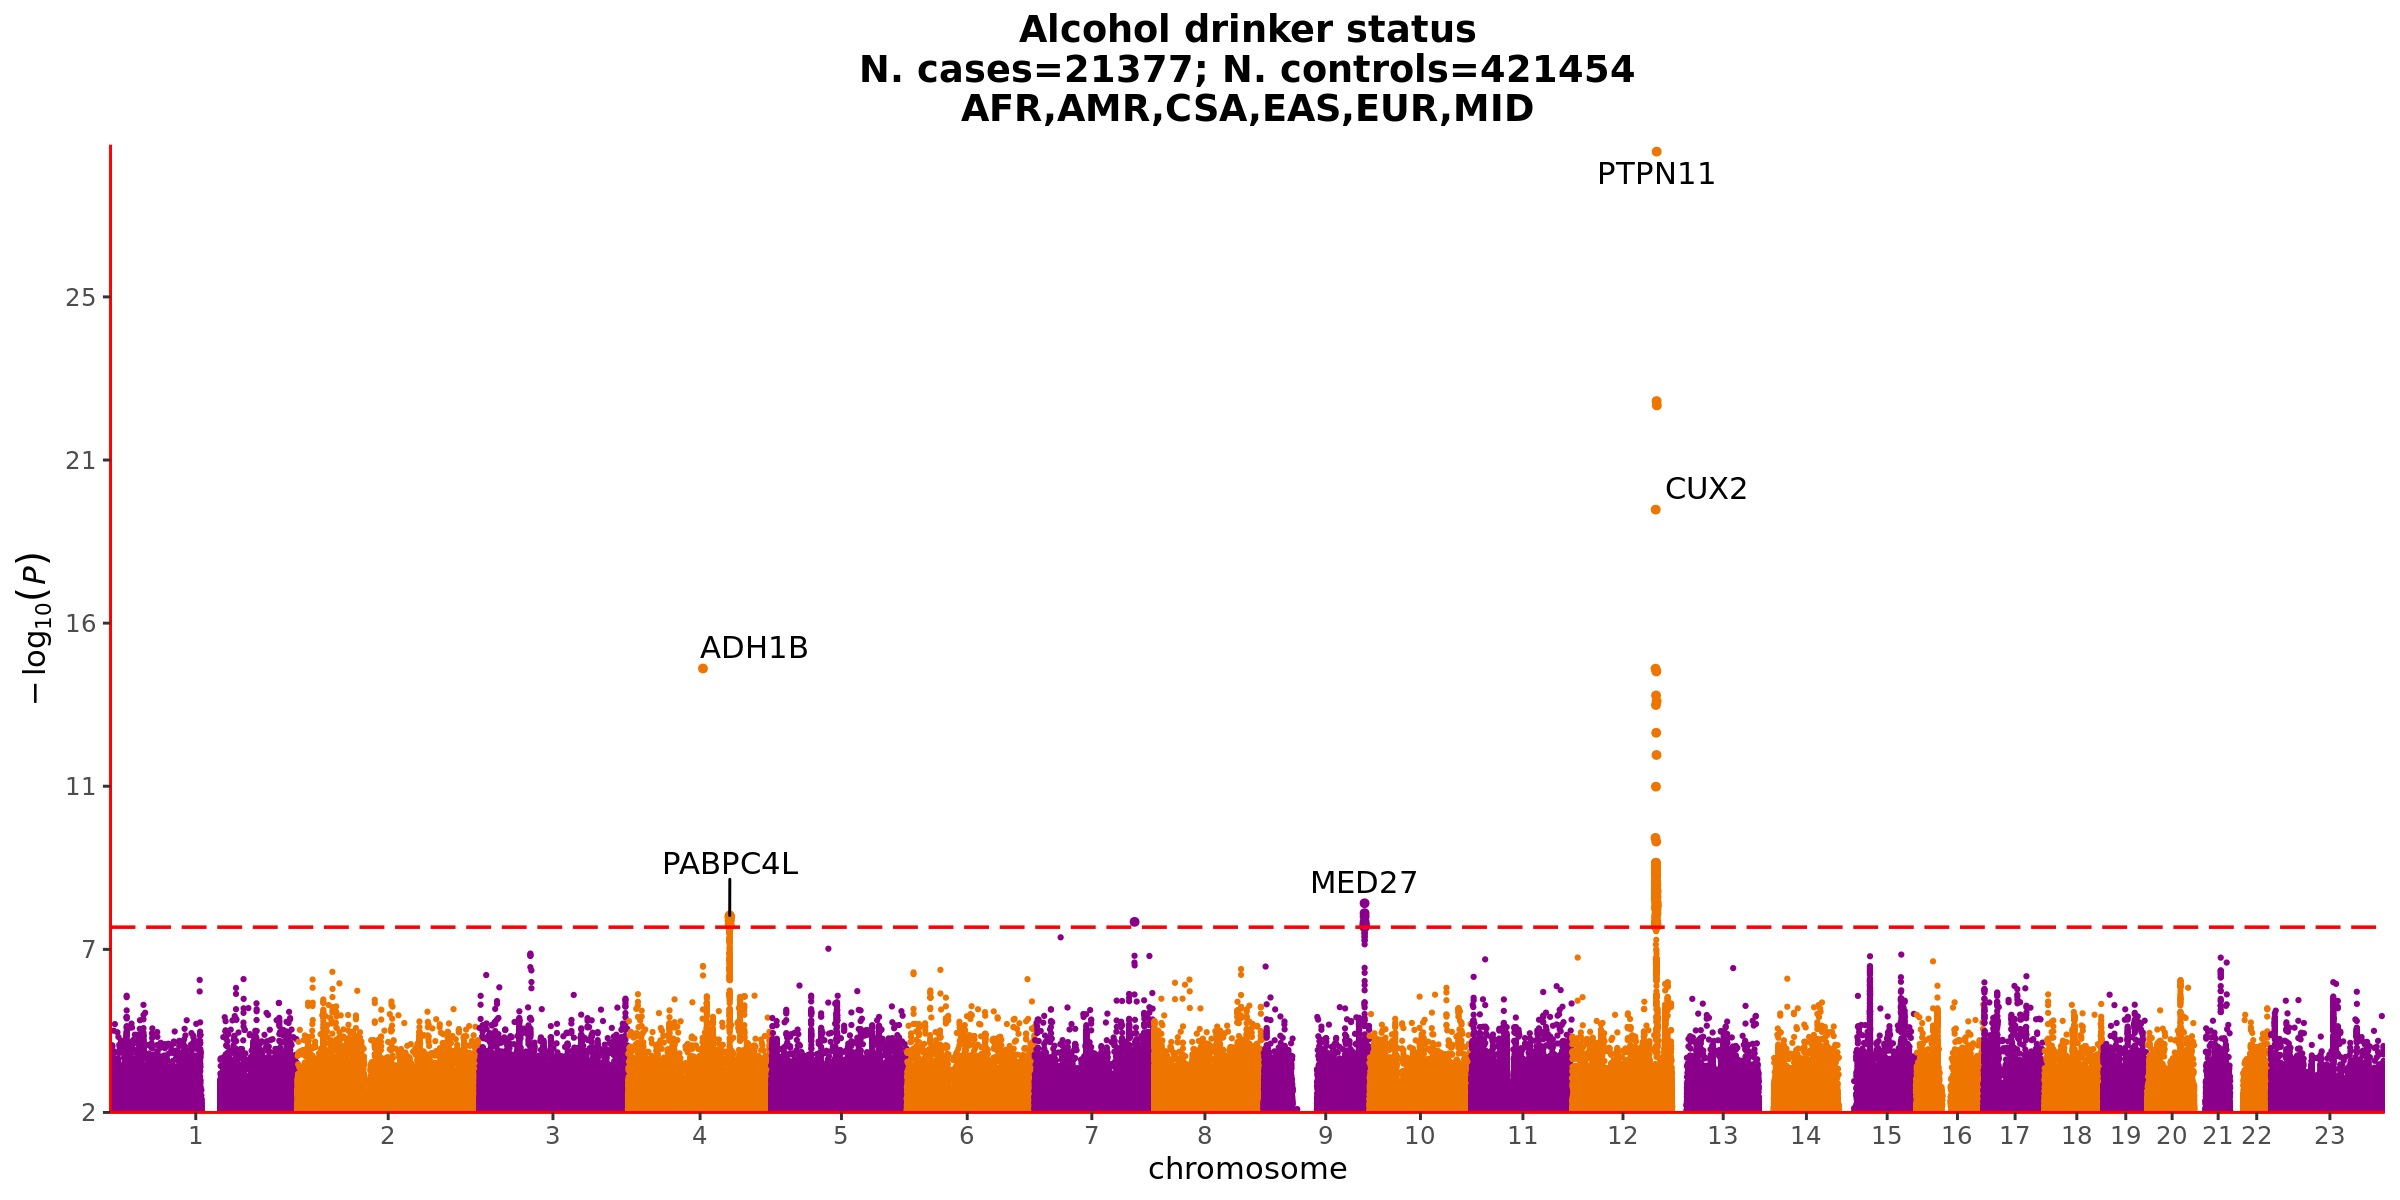 Alcohol drinker status
N. cases=21377; N. controls=421454
AFR,AMR,CSA,EAS,EUR,MID
PTPN11
25
21
CUX2
16
ADH1B
11
PABPC4L
MED27
7
2
−log10(P)
1 2 3 4 5 6 7 8 9 10 11 12 13 14 15 16 17 18 19 20 21 22 23
chromosome